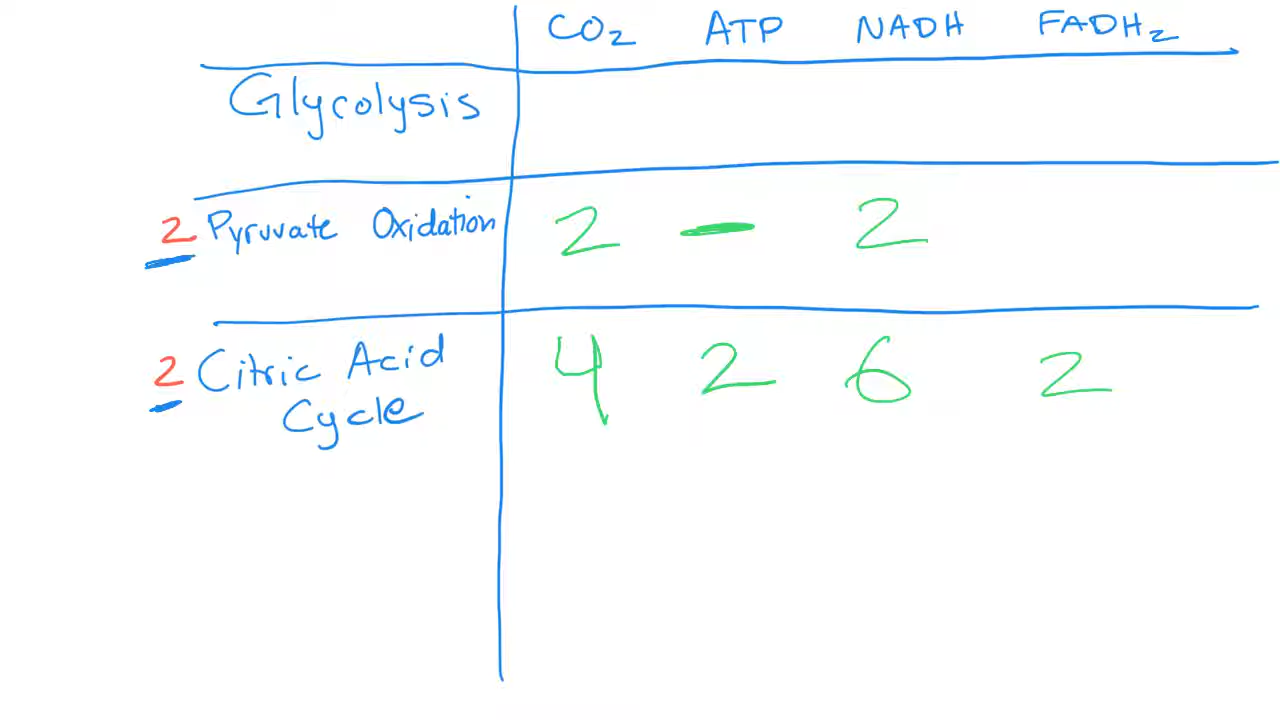 CO₂ ATP NADH FADH₂
Glycolysis
2 Pyruvate Oxidation 2 – 2
2 Citric Acid 4 2 6 2
Cycle